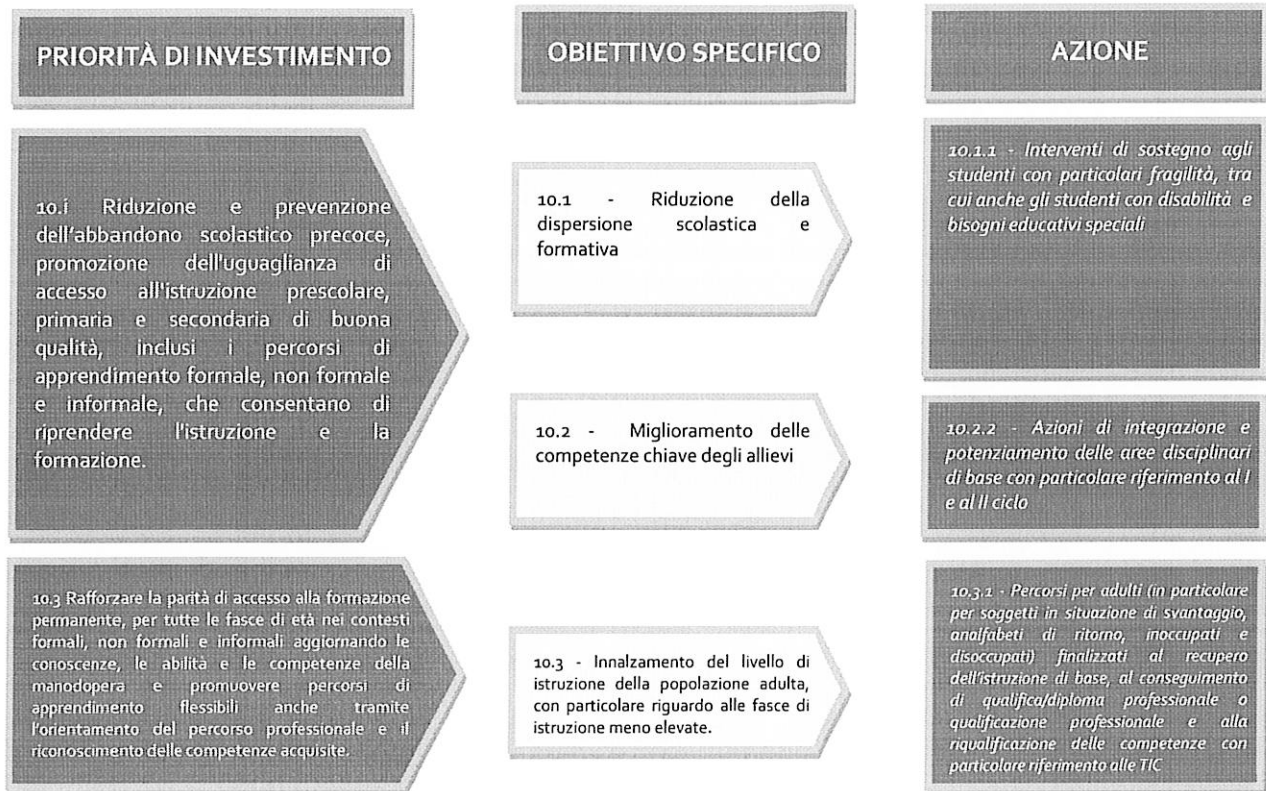 PRIORITÀ DI INVESTIMENTO
OBIETTIVO SPECIFICO
AZIONE
10.i Riduzione e prevenzione
dell'abbandono scolastico precoce,
promozione dell'uguaglianza di
accesso all'istruzione prescolare,
primaria e secondaria di buona
qualità, inclusi i percorsi di
apprendimento formale, non formale
e informale, che consentano di
riprendere l'istruzione e la
formazione.
10.1 - Riduzione della
dispersione scolastica e
formativa
10.1.1 - Interventi di sostegno agli
studenti con particolari fragilità, tra
cui anche gli studenti con disabilità e
bisogni educativi speciali
10.2 - Miglioramento delle
competenze chiave degli allievi
10.2.2 - Azioni di integrazione e
potenziamento delle aree disciplinari
di base con particolare riferimento al I
e al II ciclo
10.3 Rafforzare la parità di accesso alla formazione
permanente, per tutte le fasce di età nei contesti
formali, non formali e informali aggiornando le
conoscenze, le abilità e le competenze della
manodopera e promuovere percorsi di
apprendimento flessibili anche tramite
l'orientamento del percorso professionale e il
riconoscimento delle competenze acquisite.
10.3 - Innalzamento del livello di
istruzione della popolazione adulta,
con particolare riguardo alle fasce di
istruzione meno elevate.
10.3.1 - Percorsi per adulti (in particolare
per soggetti in situazione di svantaggio,
analfabeti di ritorno, inoccupati e
disoccupati) finalizzati al recupero
dell'istruzione di base, al conseguimento
di qualifica/diploma professionale o
qualificazione professionale e alla
riqualificazione delle competenze con
particolare riferimento alle TIC